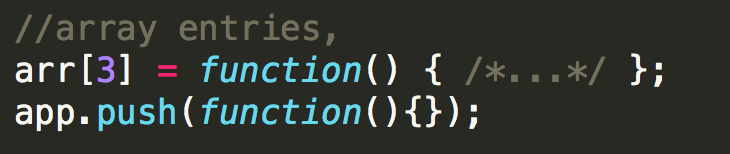 //array entries,
arr[3] = function() { /*...*/ };
app.push(function(){});